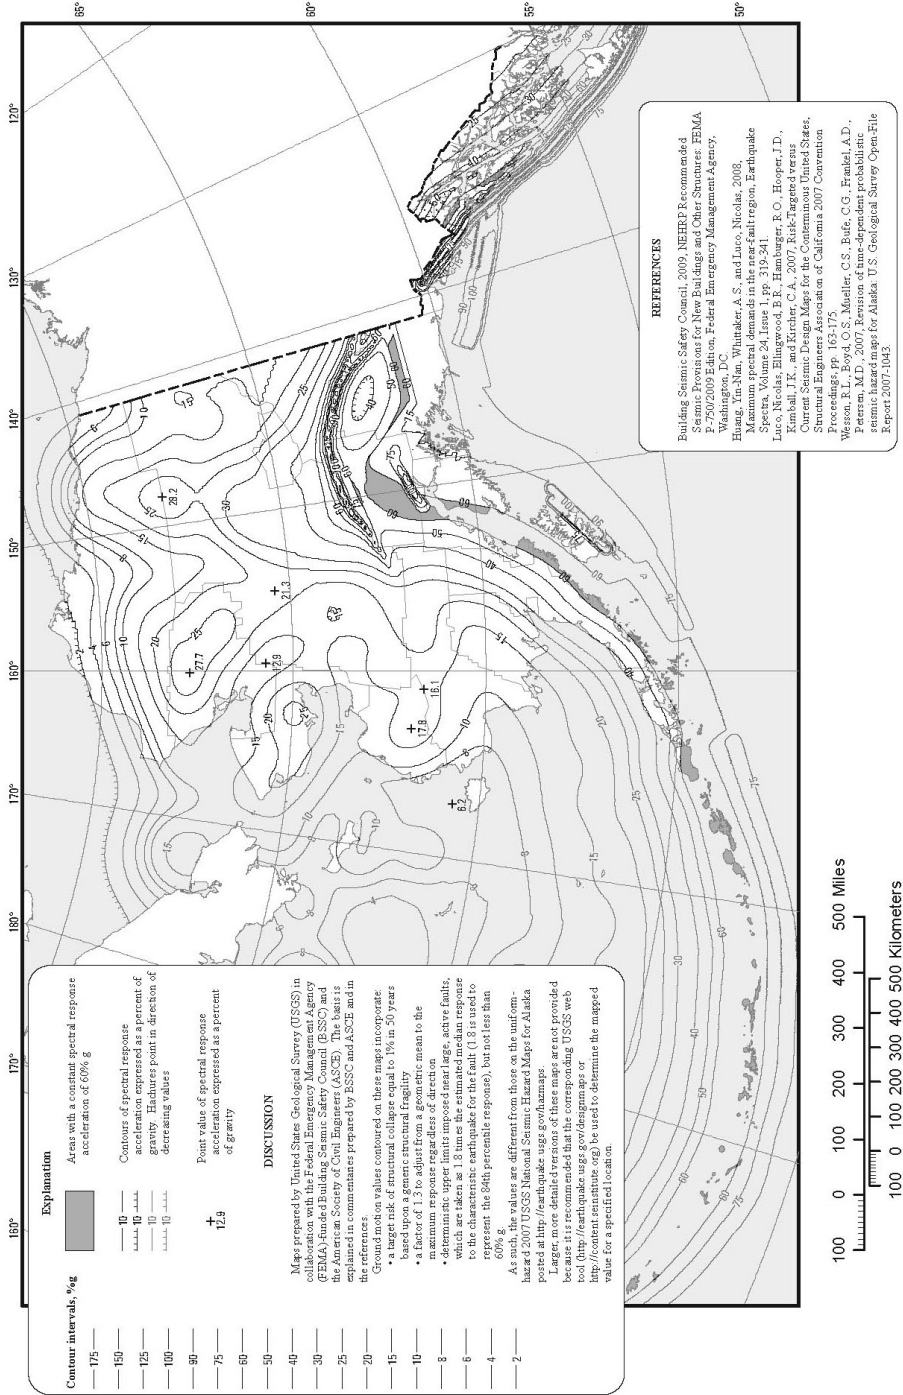 Explanation
Contour intervals, %g
175
150
125
100
90
75
60
50
40
30
25
20
15
10
8
6
4
2
Areas with a constant spectral response
acceleration of 60% g
10
10
10
10
Contours of spectral response
acceleration expressed as a percent of
gravity. Hachures point in direction of
decreasing values
+
12.9
Point value of spectral response
acceleration expressed as a percent
of gravity
DISCUSSION
Maps prepared by United States Geological Survey (USGS) in
collaboration with the Federal Emergency Management Agency
(FEMA)-funded Building Seismic Safety Council (BSSC) and
the American Society of Civil Engineers (ASCE). The basis is
explained in commentaries prepared by BSSC and ASCE and in
the references.
Ground motion values contoured on these maps incorporate:
• a target risk of structural collapse equal to 1% in 50 years
based upon a generic structural fragility
• a factor of 1.3 to adjust from a geometric mean to the
maximum response regardless of direction
• deterministic upper limits imposed near large, active faults,
which are taken as 1.8 times the estimated median response
to the characteristic earthquake for the fault (1.8 is used to
represent the 84th percentile response), but not less than
60% g.
As such, the values are different from those on the uniform-
hazard 2007 USGS National Seismic Hazard Maps for Alaska
posted at http://earthquake.usgs.gov/hazmaps.
Larger, more detailed versions of these maps are not provided
because it is recommended that the corresponding USGS web
tool (http://earthquake.usgs.gov/designmaps or
http://content.seinstitute.org) be used to determine the mapped
value for a specified location.
REFERENCES
Building Seismic Safety Council, 2009, NEHRP Recommended
Seismic Provisions for New Buildings and Other Structures: FEMA
P-750/2009 Edition, Federal Emergency Management Agency,
Washington, DC.
Huang, Yin-Nan, Whittaker, A.S., and Luco, Nicolas, 2008,
Maximum spectral demands in the near-fault region, Earthquake
Spectra, Volume 24, Issue 1, pp. 319-341.
Luco, Nicolas, Ellingwood, B.R., Hamburger, R.O., Hooper, J.D.,
Kimball, J.K., and Kircher, C.A., 2007, Risk-Targeted versus
Current Seismic Design Maps for the Conterminous United States,
Structural Engineers Association of California 2007 Convention
Proceedings, pp. 163-175.
Wesson, R.L., Boyd, O.S., Mueller, C.S., Bufe, C.G., Frankel, A.D.,
Petersen, M.D., 2007, Revision of time-dependent probabilistic
seismic hazard maps for Alaska: U.S. Geological Survey Open-File
Report 2007-1043.
160° 170° 180° 170° 160° 150° 140° 130° 120°
65°
60°
55°
50°
28.2
27.7
21.3
12.9
17.8
16.1
6.2
100 0 100 200 300 400 500 Miles
100 0 100 200 300 400 500 Kilometers